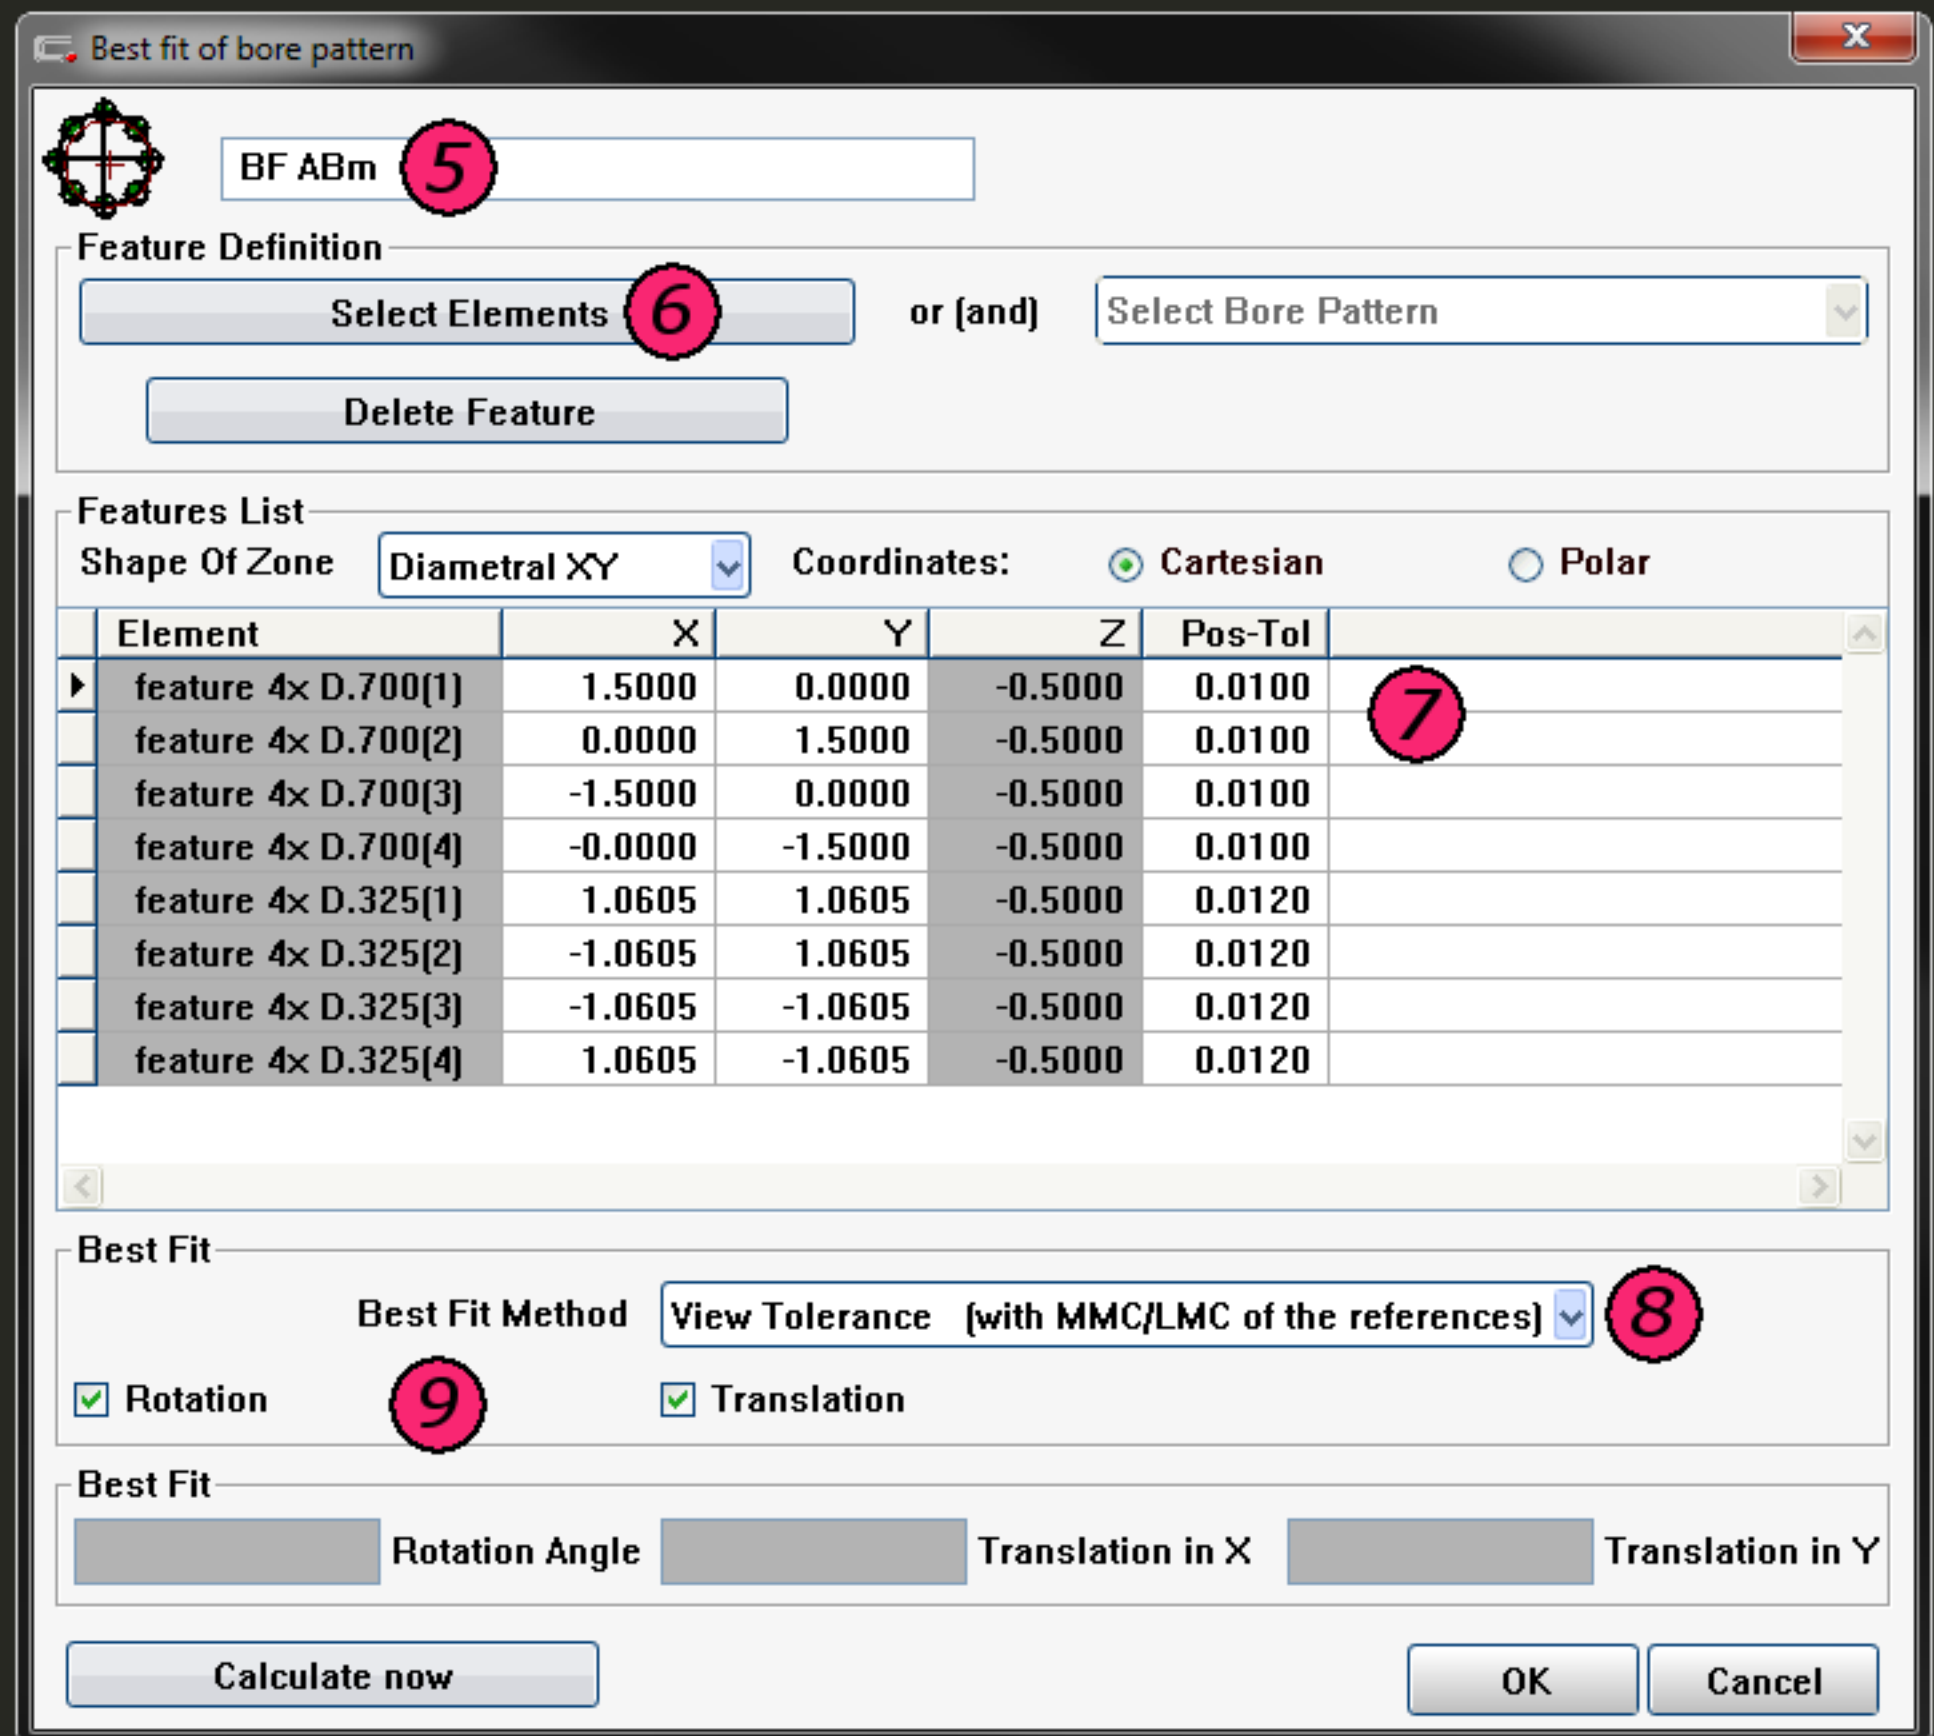 Best fit of bore pattern
BF ABm 5
Feature Definition
Select Elements 6 or (and) Select Bore Pattern
Delete Feature
Features List
Shape Of Zone Diametral XY Coordinates: Cartesian Polar
Element X Y Z Pos-Tol
feature 4x D.700(1) 1.5000 0.0000 -0.5000 0.0100 7
feature 4x D.700(2) 0.0000 1.5000 -0.5000 0.0100
feature 4x D.700(3) -1.5000 0.0000 -0.5000 0.0100
feature 4x D.700(4) -0.0000 -1.5000 -0.5000 0.0100
feature 4x D.325(1) 1.0605 1.0605 -0.5000 0.0120
feature 4x D.325(2) -1.0605 1.0605 -0.5000 0.0120
feature 4x D.325(3) -1.0605 -1.0605 -0.5000 0.0120
feature 4x D.325(4) 1.0605 -1.0605 -0.5000 0.0120
Best Fit
Best Fit Method View Tolerance (with MMC/LMC of the references) 8
Rotation 9 Translation
Best Fit
Rotation Angle Translation in X Translation in Y
Calculate now OK Cancel